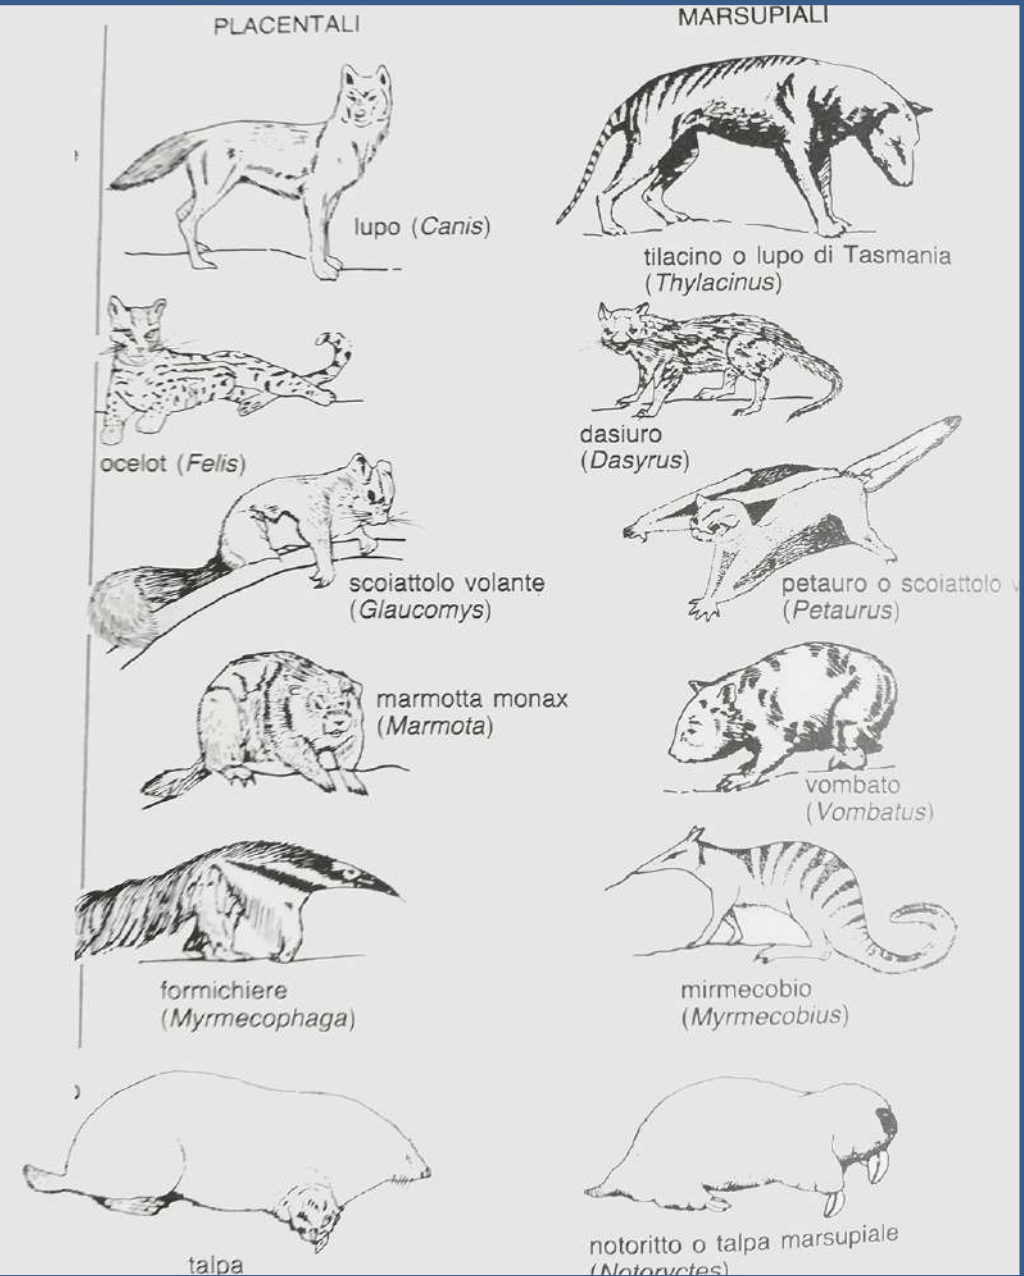 PLACENTALI
MARSUPIALI
lupo (Canis)
tilacino o lupo di Tasmania
(Thylacinus)
ocelot (Felis)
dasiuro
(Dasyrus)
scoiattolo volante
(Glaucomys)
petauro o scoiattolo
(Petaurus)
marmotta monax
(Marmota)
vombato
(Vombatus)
formichiere
(Myrmecophaga)
mirmecobio
(Myrmecobius)
talpa
notoritto o talpa marsupiale
(Notoryctes)